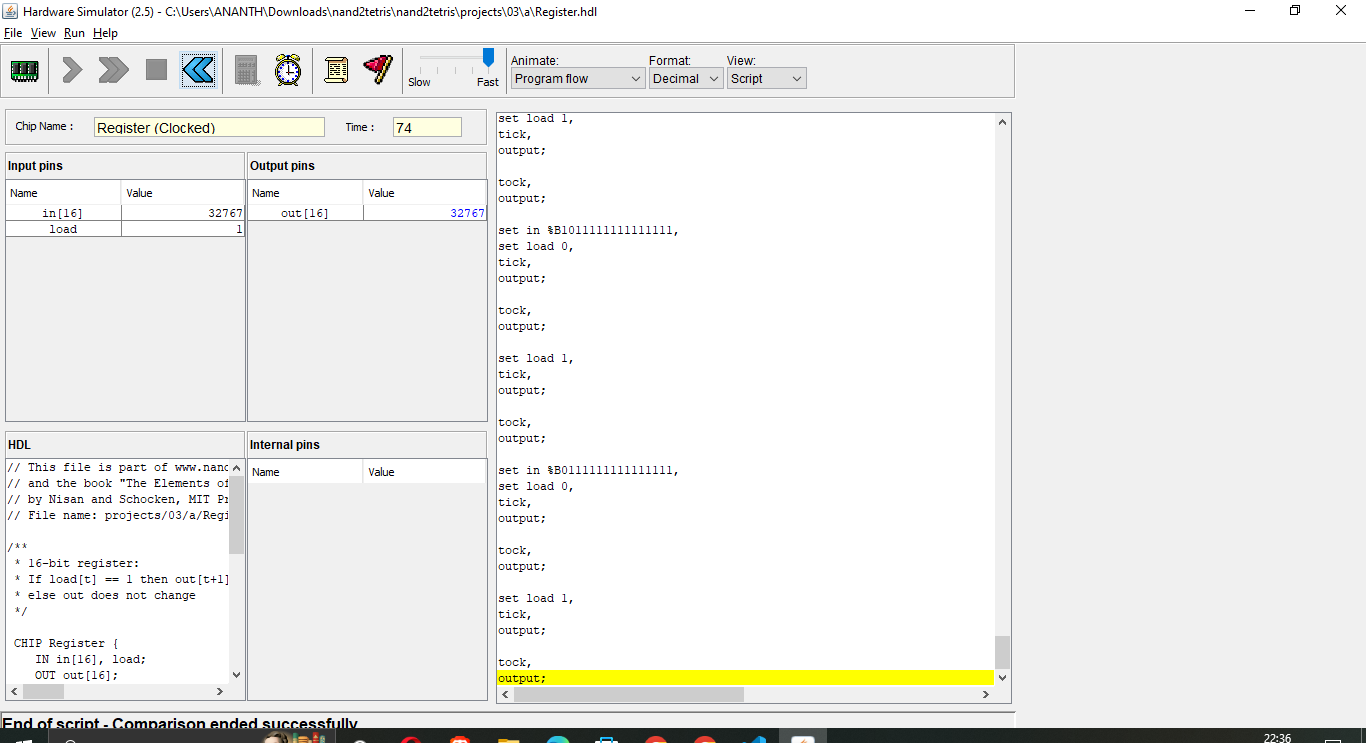 Hardware Simulator (2.5) - C:\Users\ANANTH\Downloads\nand2tetris\nand2tetris\projects\03\a\Register.hdl
File View Run Help
Slow Fast
Animate: Format: View:
Program flow Decimal Script
Chip Name : Register (Clocked) Time : 74
Input pins
Name Value
in[16] 32767
load 1
Output pins
Name Value
out[16] 32767
HDL
// This file is part of www.nand
// and the book "The Elements of
// by Nisan and Schocken, MIT Pr
// File name: projects/03/a/Regi
/**
* 16-bit register:
* If load[t] == 1 then out[t+1]
* else out does not change
*/
CHIP Register {
IN in[16], load;
OUT out[16];
Internal pins
Name Value
set load 1,
tick,
output;
tock,
output;
set in %B1011111111111111,
set load 0,
tick,
output;
tock,
output;
set load 1,
tick,
output;
tock,
output;
set in %B0111111111111111,
set load 0,
tick,
output;
tock,
output;
set load 1,
tick,
output;
tock,
output;
End of script - Comparison ended successfully
22:36